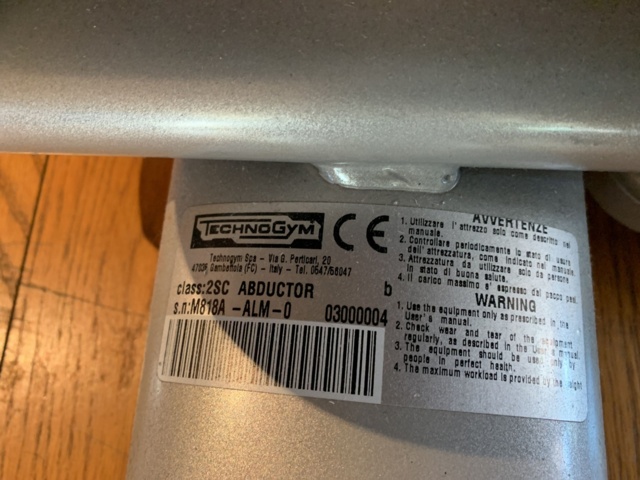 TECHNOGYM
CE
Technogym Spa - Via G. Perticari, 20
Gambettola (FC) - Italy - Tel. 0547/56047
class:2SC ABDUCTOR b
s.n:M818A -ALM-0 03000004
AVVERTENZE
1. Utilizzare l'attrezzo solo come descritto nel
manuale.
2. Controllare periodicamente lo stato di usura
dell'attrezzo, come indicato nel manuale.
3. Attrezzatura da utilizzare solo da persone
in stato di buona salute.
4. Il carico massimo e' espresso dal pacco pesi.
WARNING
1. Use the equipment only as prescribed in the
User's manual.
2. Check wear and tear of the equipment
regularly, as described in the User's manual.
3. The equipment should be used only by
people in perfect health.
4. The maximum workload is provided by the